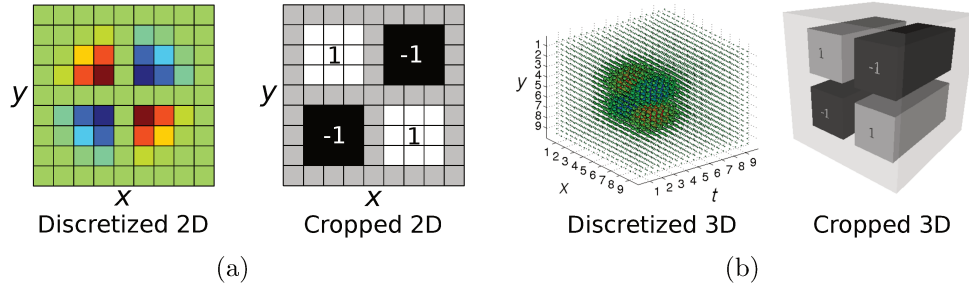 y
x
Discretized 2D
y
1
-1
-1
1
x
Cropped 2D
(a)
y
1
2
3
4
5
6
7
8
9
1 2 3 4 5 6 7 8 9
x
1 2 3 4 5 6 7 8 9
t
Discretized 3D
1
-1
-1
1
Cropped 3D
(b)